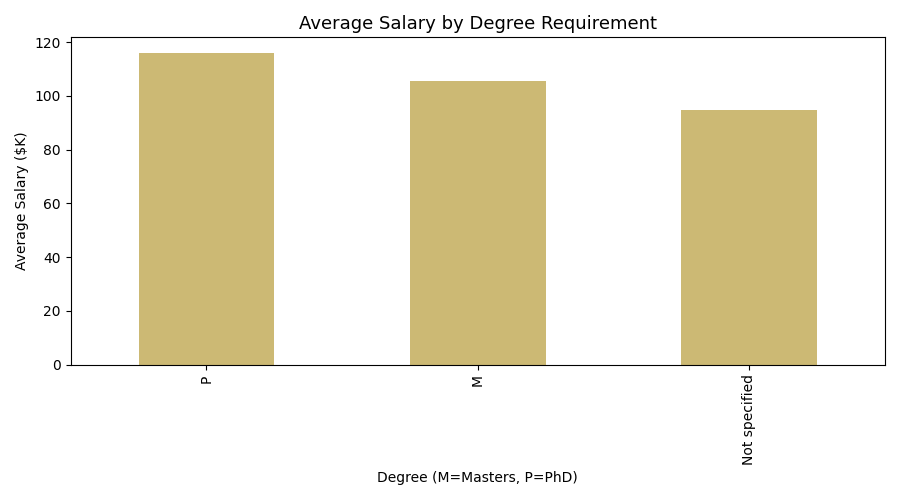 Average Salary by Degree Requirement
120
100
80
60
40
20
0
Average Salary ($K)
P
M
Not specified
Degree (M=Masters, P=PhD)